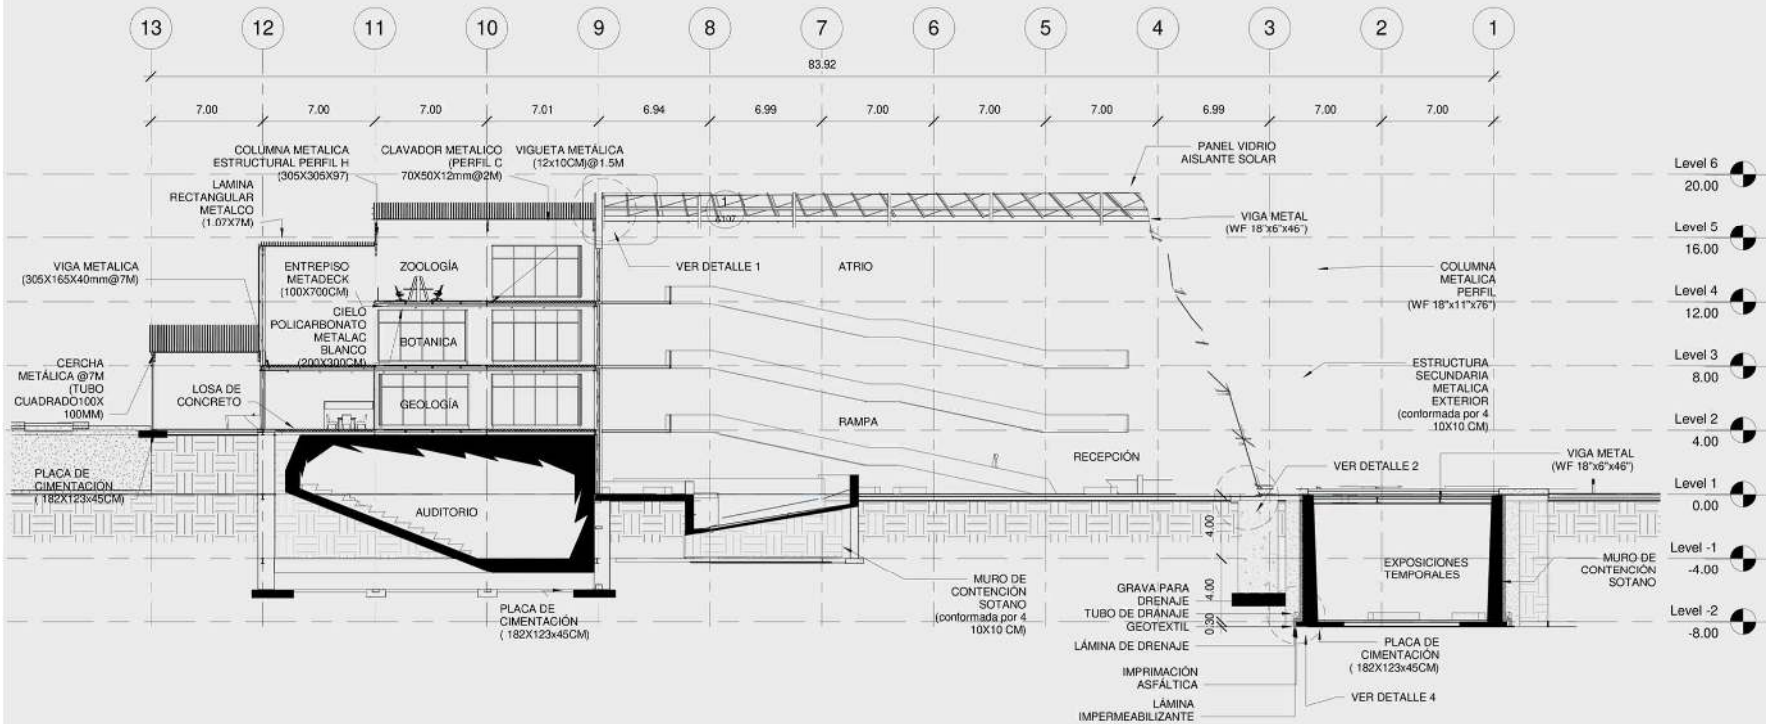 13 12 11 10 9 8 7 6 5 4 3 2 1
83.92
7.00 7.00 7.00 7.01 6.94 6.99 7.00 7.00 7.00 6.99 7.00 7.00
COLUMNA METALICA
ESTRUCTURAL PERFIL H
(305X305X97)
CLAVADOR METALICO
(PERFIL C
70X50X12mm@2M)
VIGUETA METÁLICA
(12x10CM)@1.5M
PANEL VIDRIO
AISLANTE SOLAR
LAMINA
RECTANGULAR
METALCO
(1.07X7M)
1
A107
VIGA METAL
(WF 18"x6"x46")
VIGA METALICA
(305X165X40mm@7M)
ENTREPISO
METADECK
(100X700CM)
ZOOLOGÍA
VER DETALLE 1
ATRIO
COLUMNA
METALICA
PERFIL
(WF 18"x11"x76")
CIELO
POLICARBONATO
METALAC
BLANCO
(200X300CM)
BOTANICA
CERCHA
METÁLICA @7M
(TUBO
CUADRADO100X
100MM)
LOSA DE
CONCRETO
GEOLOGÍA
ESTRUCTURA
SECUNDARIA
METALICA
EXTERIOR
(conformada por 4
10X10 CM)
RAMPA
RECEPCIÓN
VER DETALLE 2
VIGA METAL
(WF 18"x6"x46")
PLACA DE
CIMENTACIÓN
( 182X123x45CM)
AUDITORIO
4.00
4.00
0.30
EXPOSICIONES
TEMPORALES
MURO DE
CONTENCIÓN
SOTANO
MURO DE
CONTENCIÓN
SOTANO
(conformada por 4
10X10 CM)
PLACA DE
CIMENTACIÓN
( 182X123x45CM)
GRAVA PARA
DRENAJE
TUBO DE DRANAJE
GEOTEXTIL
LÁMINA DE DRENAJE
IMPRIMACIÓN
ASFÁLTICA
LÁMINA
IMPERMEABILIZANTE
PLACA DE
CIMENTACIÓN
( 182X123x45CM)
VER DETALLE 4
Level 6
20.00
Level 5
16.00
Level 4
12.00
Level 3
8.00
Level 2
4.00
Level 1
0.00
Level -1
-4.00
Level -2
-8.00